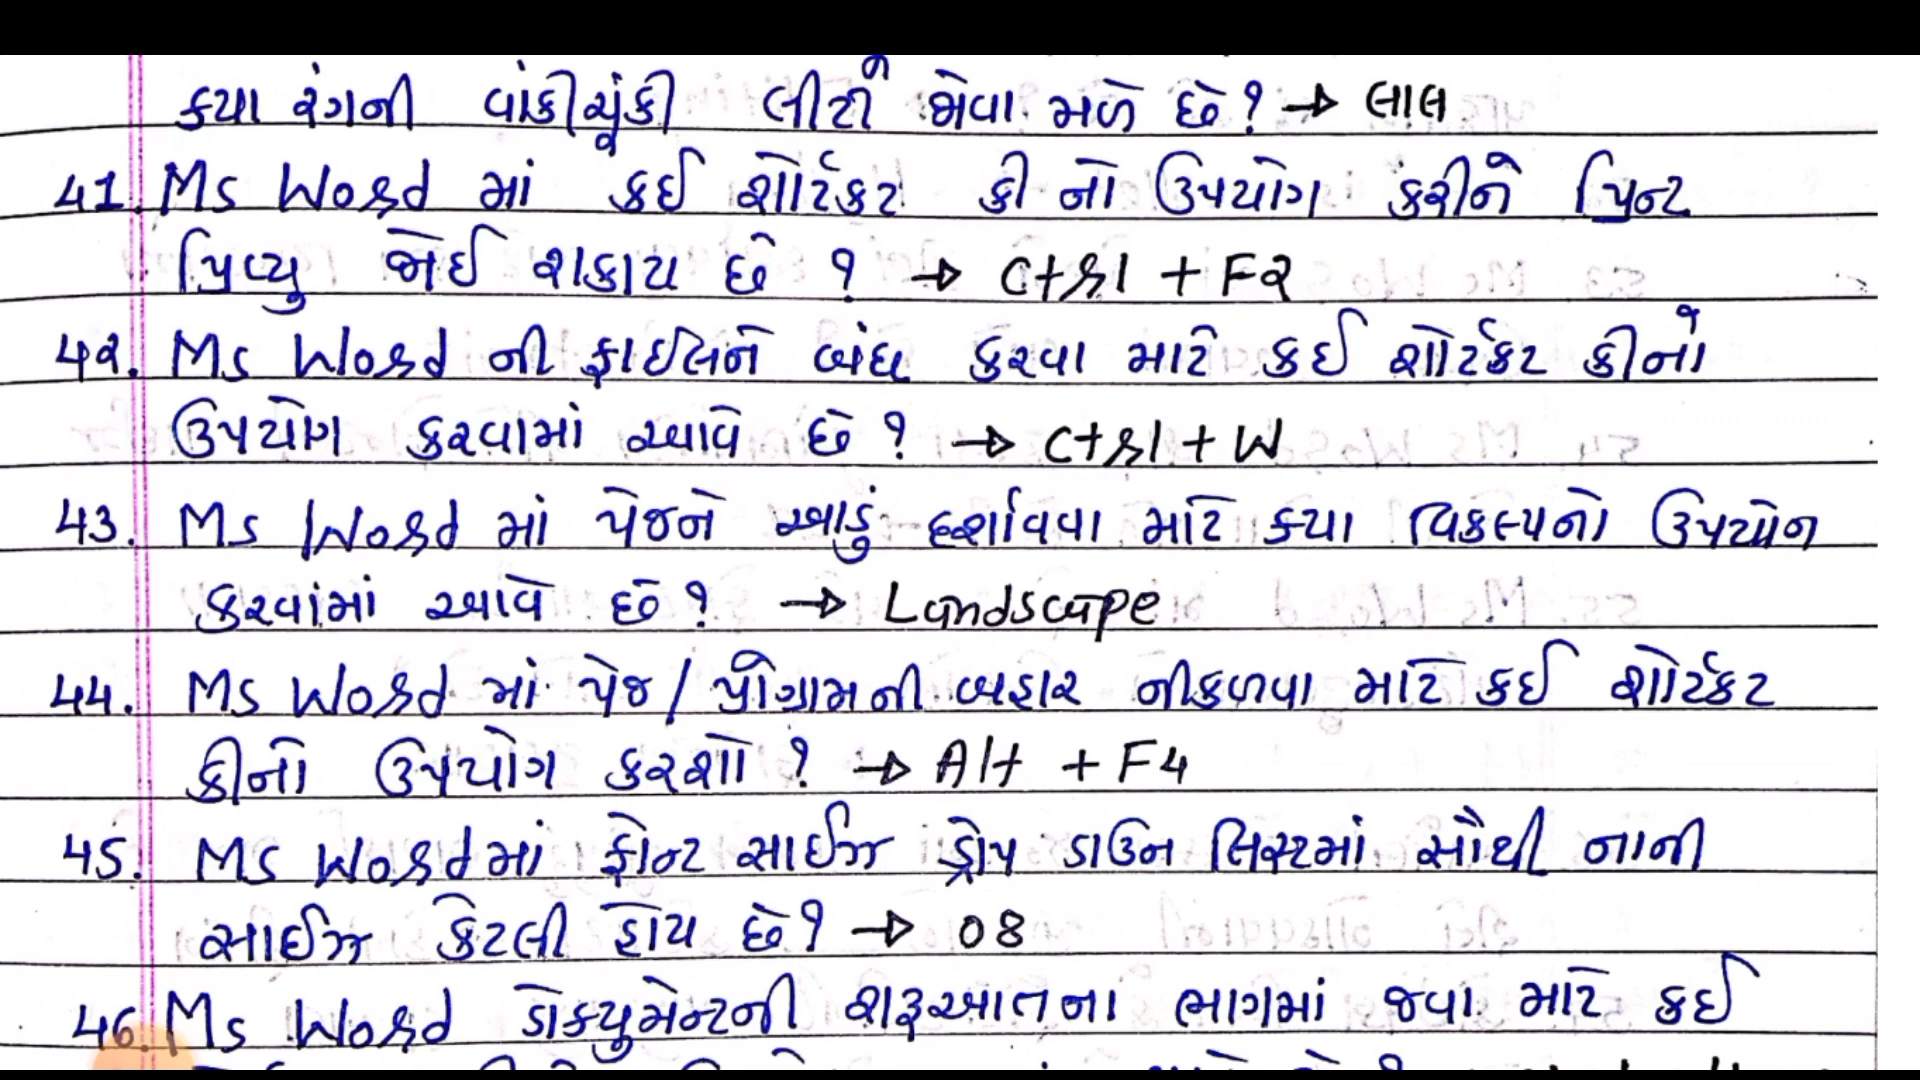 ક્યા રંગની વાંકીચૂંકી લીટી જોવા મળે છે? → લાલ
41. Ms Word માં કઈ શોર્ટકટ કી નો ઉપયોગ કરીને પ્રિન્ટ
પ્રિવ્યુ જોઈ શકાય છે ? → Ctrl + F2
42. Ms Word ની ફાઈલને બંધ કરવા માટે કઈ શોર્ટકટ કીનો
ઉપયોગ કરવામાં આવે છે ? → Ctrl + W
43. Ms Word માં પેજને આડું દર્શાવવા માટે ક્યા વિકલ્પનો ઉપયોગ
કરવાંમાં આવે છે ? → Landscape
44. Ms Word માં પેજ / પ્રોગ્રામની બહાર નીકળવા માટે કઈ શોર્ટકટ
કીનો ઉપયોગ કરશો ? → Alt + F4
45. Ms Word માં ફોન્ટ સાઈઝ ડ્રોપ ડાઉન લિસ્ટમાં સૌથી નાની
સાઈઝ કેટલી હોય છે? → 08
46. Ms Word ડોક્યુમેન્ટની શરૂઆતના ભાગમાં જવા માટે કઈ